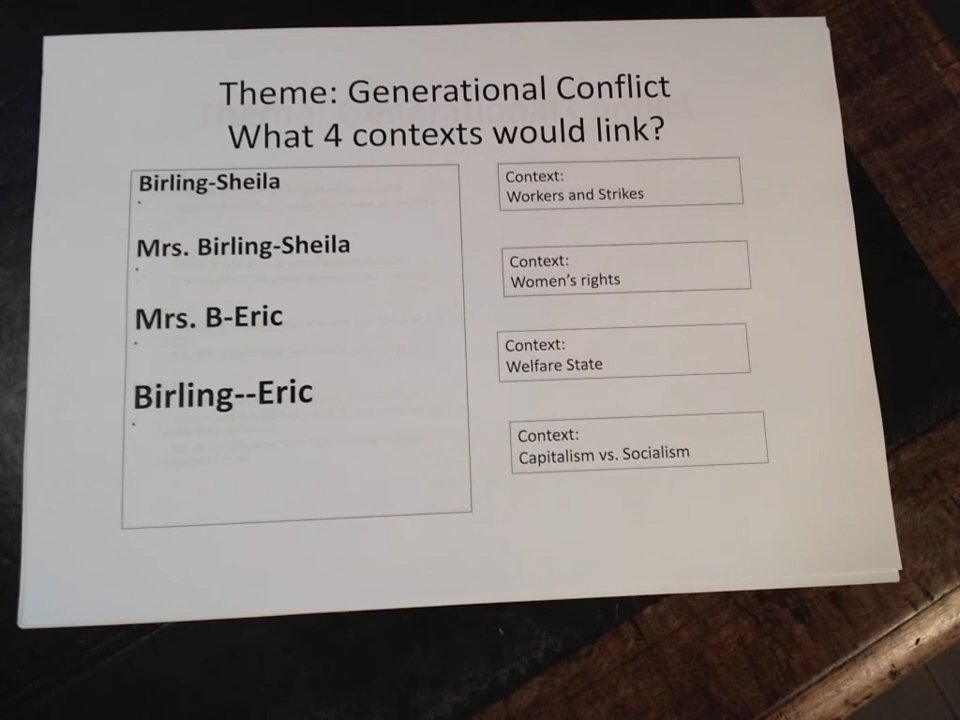 Theme: Generational Conflict
What 4 contexts would link?
Birling-Sheila
Mrs. Birling-Sheila
Mrs. B-Eric
Birling--Eric
Context:
Workers and Strikes
Context:
Women's rights
Context:
Welfare State
Context:
Capitalism vs. Socialism